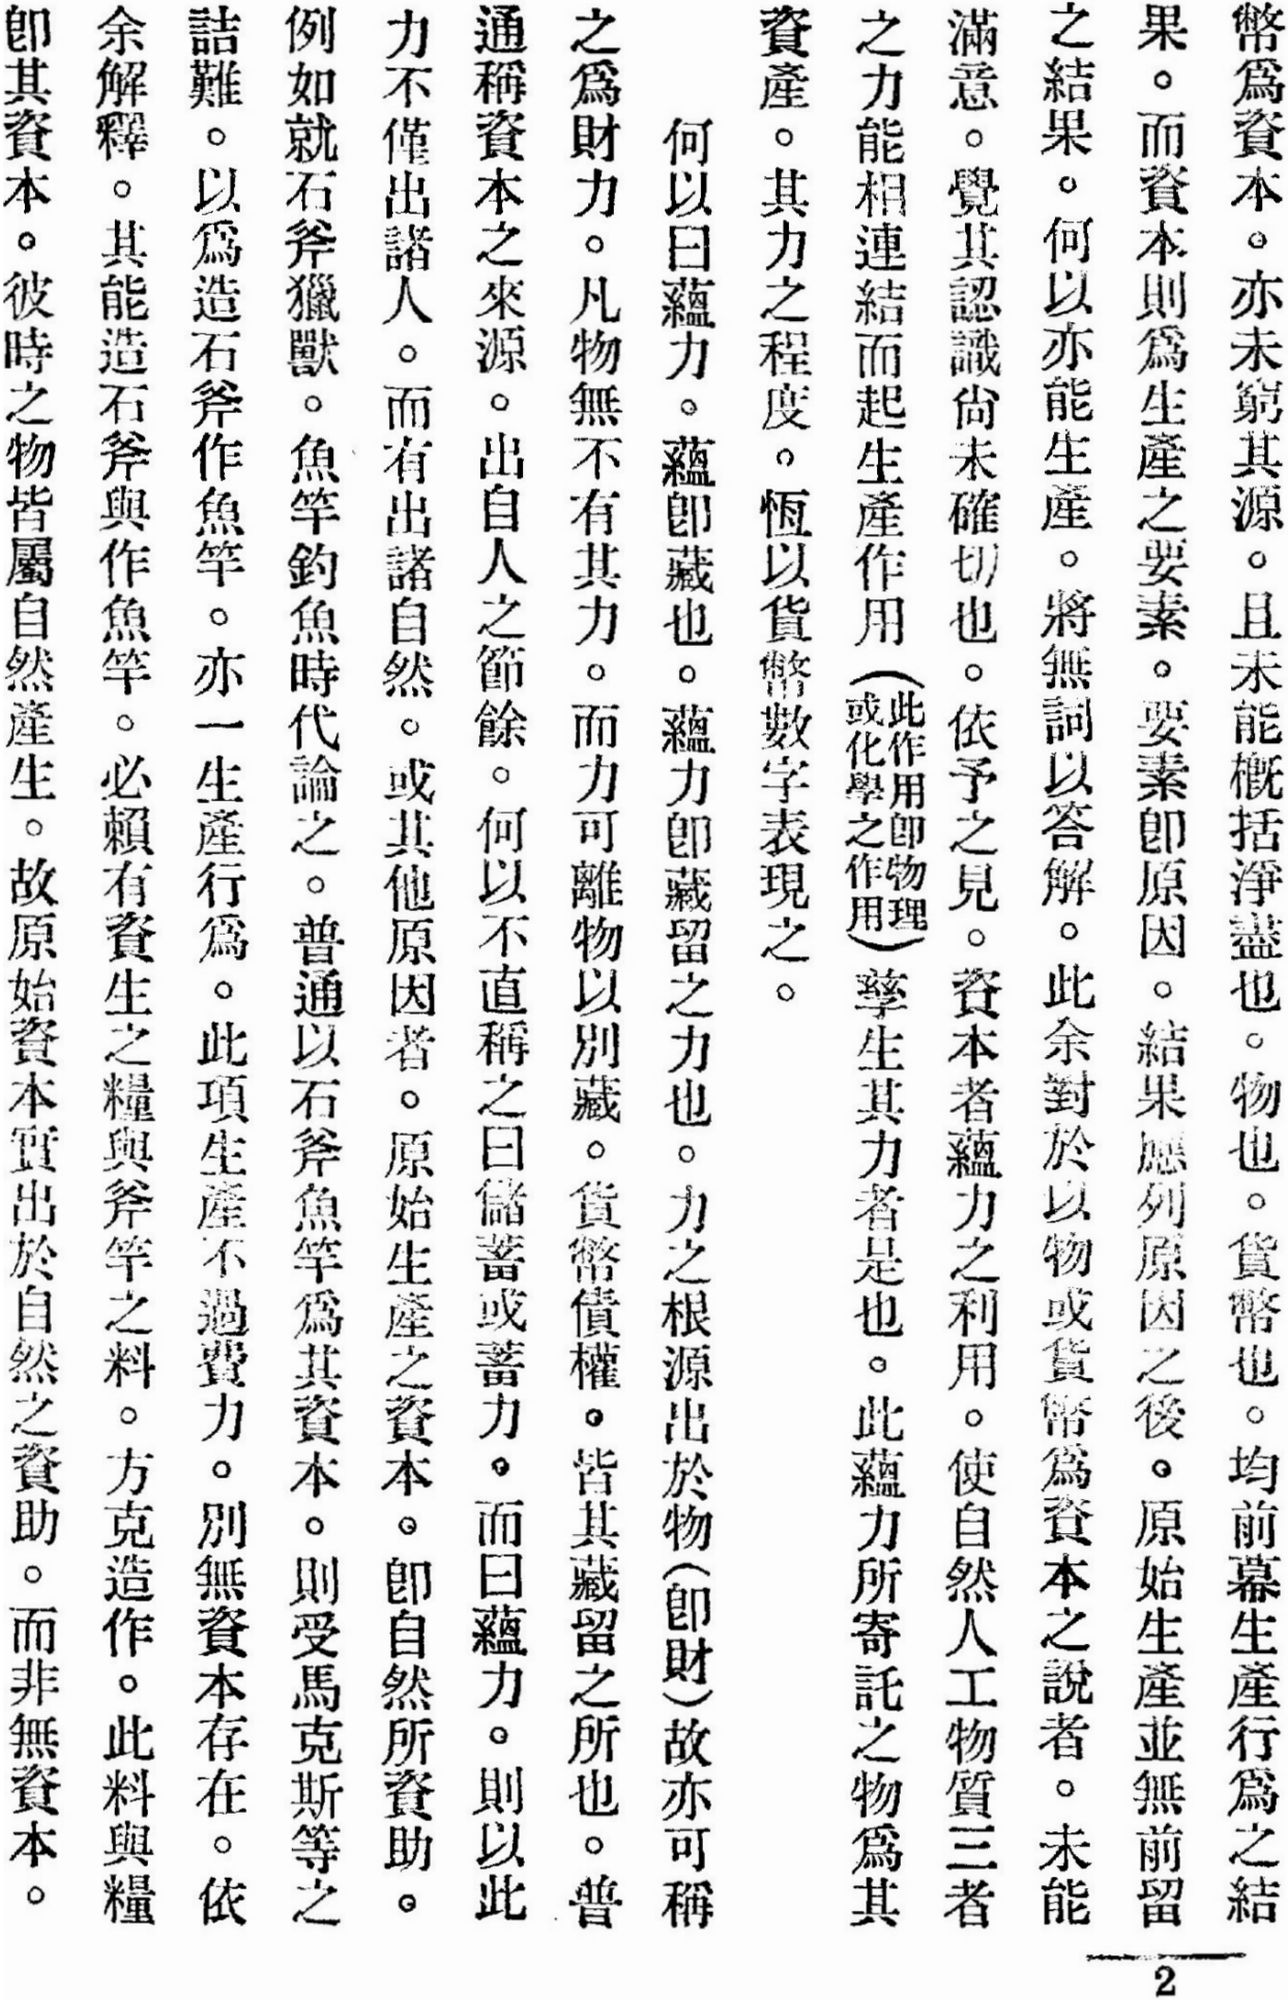 幣爲資本。亦未窮其源。且未能概括淨盡也。物也。貨幣也。均前幕生產行爲之結
果。而資本則爲生產之要素。要素卽原因。結果應列原因之後。原始生產並無前留
之結果。何以亦能生產。將無詞以答解。此余對於以物或貨幣爲資本之說者。未能
滿意。覺其認識尙未確切也。依予之見。資本者蘊力之利用。使自然人工物質三者
之力能相連結而起生產作用（此作用卽物理或化學之作用）孳生其力者是也。此蘊力所寄託之物爲其
資產。其力之程度。恆以貨幣數字表現之。
何以曰蘊力。蘊卽藏也。蘊力卽藏留之力也。力之根源出於物（卽財）故亦可稱
之爲財力。凡物無不有其力。而力可離物以別藏。貨幣債權。皆其藏留之所也。普
通稱資本之來源。出自人之節餘。何以不直稱之曰儲蓄或蓄力。而曰蘊力。則以此
力不僅出諸人。而有出諸自然。或其他原因者。原始生產之資本。卽自然所資助。
例如就石斧獵獸。魚竿釣魚時代論之。普通以石斧魚竿爲其資本。則受馬克斯等之
詰難。以爲造石斧作魚竿。亦一生產行爲。此項生產不過費力。別無資本存在。依
余解釋。其能造石斧與作魚竿。必賴有資生之糧與斧竿之料。方克造作。此料與糧
卽其資本。彼時之物皆屬自然產生。故原始資本實出於自然之資助。而非無資本。
2